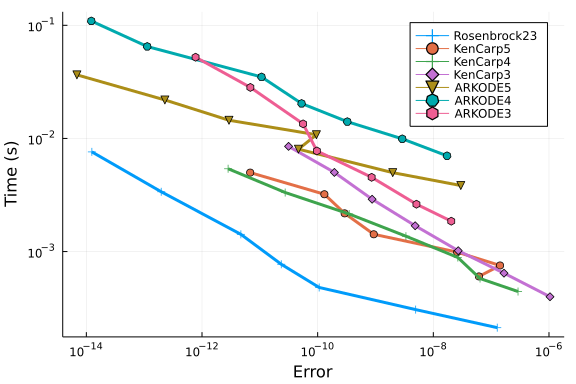 10⁻¹
10⁻²
10⁻³
Time (s)
Rosenbrock23
KenCarp5
KenCarp4
KenCarp3
ARKODE5
ARKODE4
ARKODE3
10⁻¹⁴ 10⁻¹² 10⁻¹⁰ 10⁻⁸ 10⁻⁶
Error